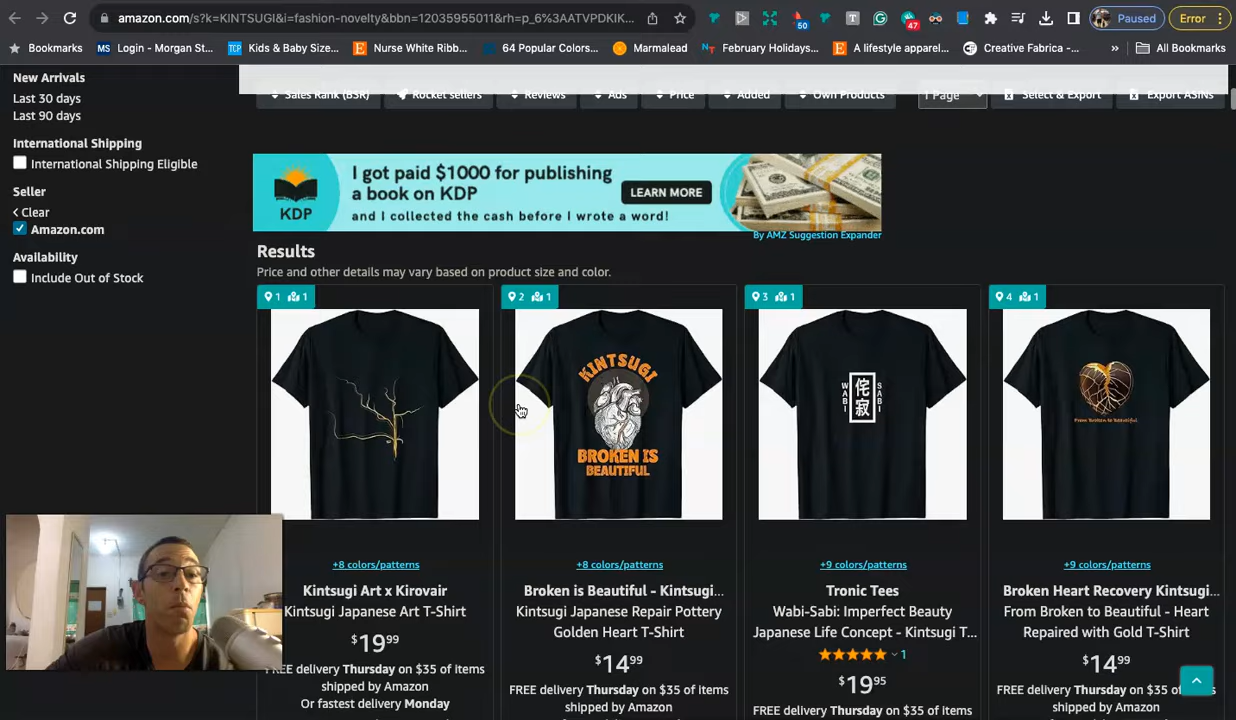 amazon.com/s?k=KINTSUGI&i=fashion-novelty&bbn=12035955011&rh=p_6%3AATVPDKIK...
50
T
G
47
Paused
Error
Bookmarks
MS Login - Morgan St...
TCP Kids & Baby Size...
E Nurse White Ribb...
64 Popular Colors...
Marmalead
NT February Holidays...
E A lifestyle apparel...
CF Creative Fabrica -...
»
All Bookmarks
New Arrivals
Last 30 days
Last 90 days
International Shipping
International Shipping Eligible
Seller
< Clear
Amazon.com
Availability
Include Out of Stock
Sales Rank (BSR)
Rocket sellers
Reviews
Ads
Price
Added
Own Products
1 Page
Select & Export
Export ASINs
KDP
I got paid $1000 for publishing
a book on KDP
and I collected the cash before I wrote a word!
LEARN MORE
By AMZ Suggestion Expander
Results
Price and other details may vary based on product size and color.
1 1
2 1
3 1
4 1
KINTSUGI
BROKEN IS
BEAUTIFUL
WABI
侘寂
SABI
From Broken to Beautiful
+8 colors/patterns
Kintsugi Art x Kirovair
Kintsugi Japanese Art T-Shirt
$19.99
FREE delivery Thursday on $35 of items
shipped by Amazon
Or fastest delivery Monday
+8 colors/patterns
Broken is Beautiful - Kintsugi...
Kintsugi Japanese Repair Pottery
Golden Heart T-Shirt
$14.99
FREE delivery Thursday on $35 of items
shipped by Amazon
+9 colors/patterns
Tronic Tees
Wabi-Sabi: Imperfect Beauty
Japanese Life Concept - Kintsugi T...
1
$19.95
FREE delivery Thursday on $35 of items
+9 colors/patterns
Broken Heart Recovery Kintsugi...
From Broken to Beautiful - Heart
Repaired with Gold T-Shirt
$14.99
FREE delivery Thursday on $35 of
shipped by Amazon